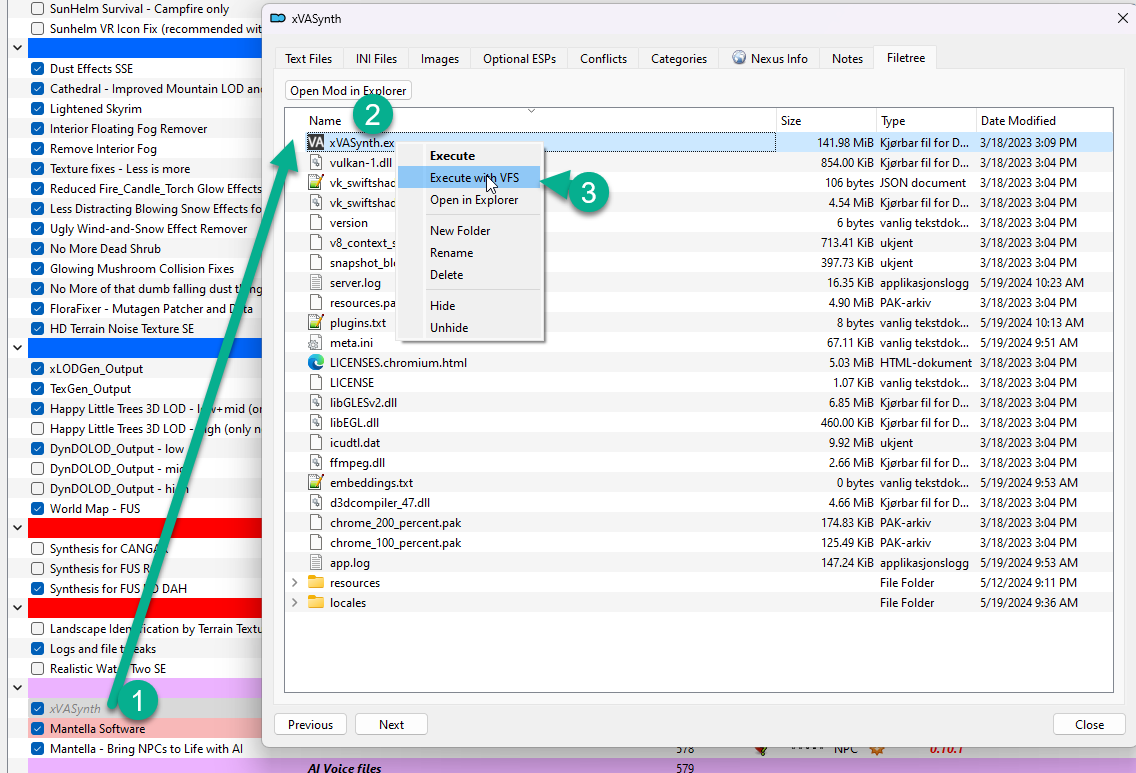 SunHelm Survival - Campfire only
Sunhelm VR Icon Fix (recommended wit
Dust Effects SSE
Cathedral - Improved Mountain LOD an
Lightened Skyrim
Interior Floating Fog Remover
Remove Interior Fog
Texture fixes - Less is more
Reduced Fire_Candle_Torch Glow Effects
Less Distracting Blowing Snow Effects fo
Ugly Wind-and-Snow Effect Remover
No More Dead Shrub
Glowing Mushroom Collision Fixes
No More of that dumb falling dust thing
FloraFixer - Mutagen Patcher and Data
HD Terrain Noise Texture SE
xLODGen_Output
TexGen_Output
Happy Little Trees 3D LOD - low+mid (or
Happy Little Trees 3D LOD - high (only n
DynDOLOD_Output - low
DynDOLOD_Output - mid
DynDOLOD_Output - high
World Map - FUS
Synthesis for CANGAR
Synthesis for FUS R
Synthesis for FUS RO DAH
Landscape Identification by Terrain Textu
Logs and file tweaks
Realistic Water Two SE
xVASynth
1
Mantella Software
Mantella - Bring NPCs to Life with AI
xVASynth
Text Files INI Files Images Optional ESPs Conflicts Categories Nexus Info Notes Filetree
Open Mod in Explorer
2
Name Size Type Date Modified
VA xVASynth.ex 141.98 MiB Kjørbar fil for D... 3/18/2023 3:09 PM
vulkan-1.dll 854.00 KiB Kjørbar fil for D... 3/18/2023 3:04 PM
vk_swiftshad 106 bytes JSON document 3/18/2023 3:04 PM
vk_swiftshad 4.54 MiB Kjørbar fil for D... 3/18/2023 3:04 PM
version 6 bytes vanlig tekstdok... 3/18/2023 3:04 PM
v8_context_s 713.41 KiB ukjent 3/18/2023 3:04 PM
snapshot_bl 397.73 KiB ukjent 3/18/2023 3:04 PM
server.log 16.35 KiB applikasjonslogg 5/19/2024 10:23 AM
resources.pa 4.90 MiB PAK-arkiv 3/18/2023 3:04 PM
plugins.txt 8 bytes vanlig tekstdok... 5/19/2024 10:13 AM
meta.ini 67.11 KiB vanlig tekstdok... 5/19/2024 9:51 AM
LICENSES.chromium.html 5.03 MiB HTML-dokument 3/18/2023 3:04 PM
LICENSE 1.07 KiB vanlig tekstdok... 3/18/2023 3:04 PM
libGLESv2.dll 6.85 MiB Kjørbar fil for D... 3/18/2023 3:04 PM
libEGL.dll 460.00 KiB Kjørbar fil for D... 3/18/2023 3:04 PM
icudtl.dat 9.92 MiB ukjent 3/18/2023 3:04 PM
ffmpeg.dll 2.66 MiB Kjørbar fil for D... 3/18/2023 3:04 PM
embeddings.txt 0 bytes vanlig tekstdok... 5/19/2024 9:53 AM
d3dcompiler_47.dll 4.66 MiB Kjørbar fil for D... 3/18/2023 3:04 PM
chrome_200_percent.pak 174.83 KiB PAK-arkiv 3/18/2023 3:04 PM
chrome_100_percent.pak 125.49 KiB PAK-arkiv 3/18/2023 3:04 PM
app.log 147.24 KiB applikasjonslogg 5/19/2024 9:53 AM
resources File Folder 5/12/2024 9:11 PM
locales File Folder 5/19/2024 9:36 AM
Execute
Execute with VFS
3
Open in Explorer
New Folder
Rename
Delete
Hide
Unhide
Previous Next Close
578 NPC 0.10.1
AI Voice files 579